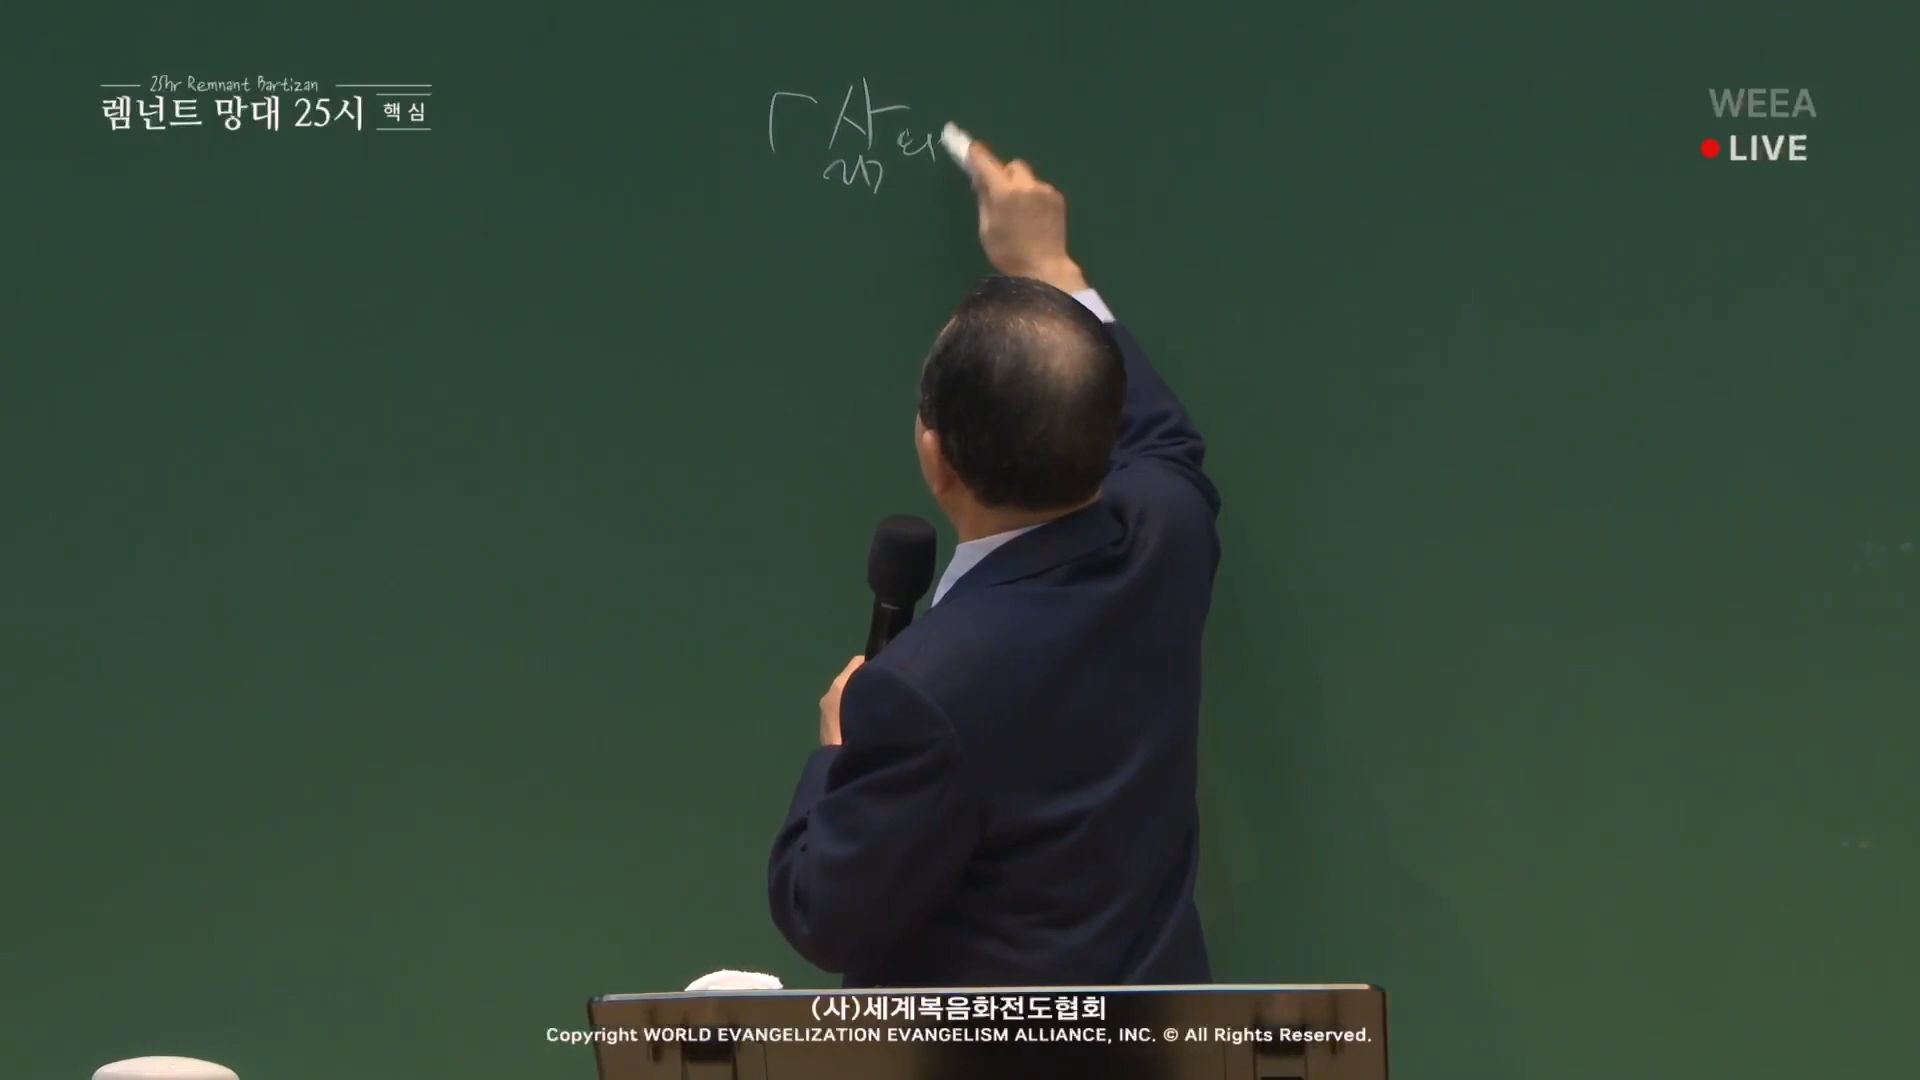 25hr Remnant Bartizan
렘넌트 망대 25시 핵심
WEEA
LIVE
「삶
(사)세계복음화전도협회
Copyright WORLD EVANGELIZATION EVANGELISM ALLIANCE, INC. © All Rights Reserved.